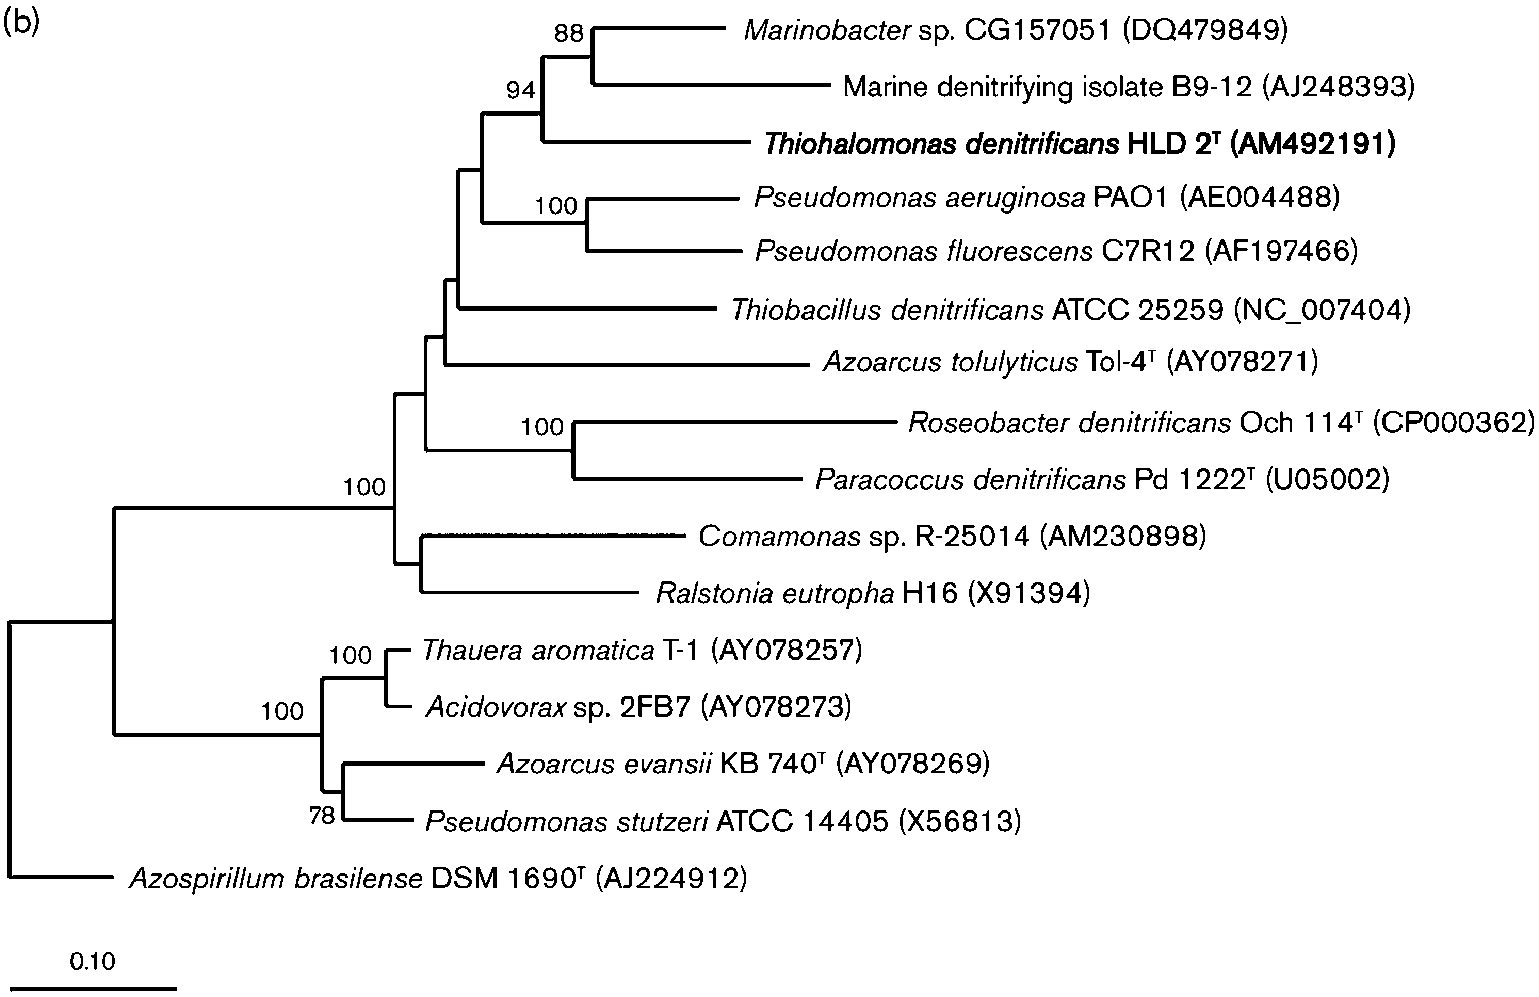 (b)
88
Marinobacter sp. CG157051 (DQ479849)
94
Marine denitrifying isolate B9-12 (AJ248393)
Thiohalomonas denitrificans HLD 2ᵀ (AM492191)
100
Pseudomonas aeruginosa PAO1 (AE004488)
Pseudomonas fluorescens C7R12 (AF197466)
Thiobacillus denitrificans ATCC 25259 (NC_007404)
Azoarcus tolulyticus Tol-4ᵀ (AY078271)
100
Roseobacter denitrificans Och 114ᵀ (CP000362)
Paracoccus denitrificans Pd 1222ᵀ (U05002)
100
Comamonas sp. R-25014 (AM230898)
Ralstonia eutropha H16 (X91394)
100
Thauera aromatica T-1 (AY078257)
100
Acidovorax sp. 2FB7 (AY078273)
Azoarcus evansii KB 740ᵀ (AY078269)
78
Pseudomonas stutzeri ATCC 14405 (X56813)
Azospirillum brasilense DSM 1690ᵀ (AJ224912)
0.10